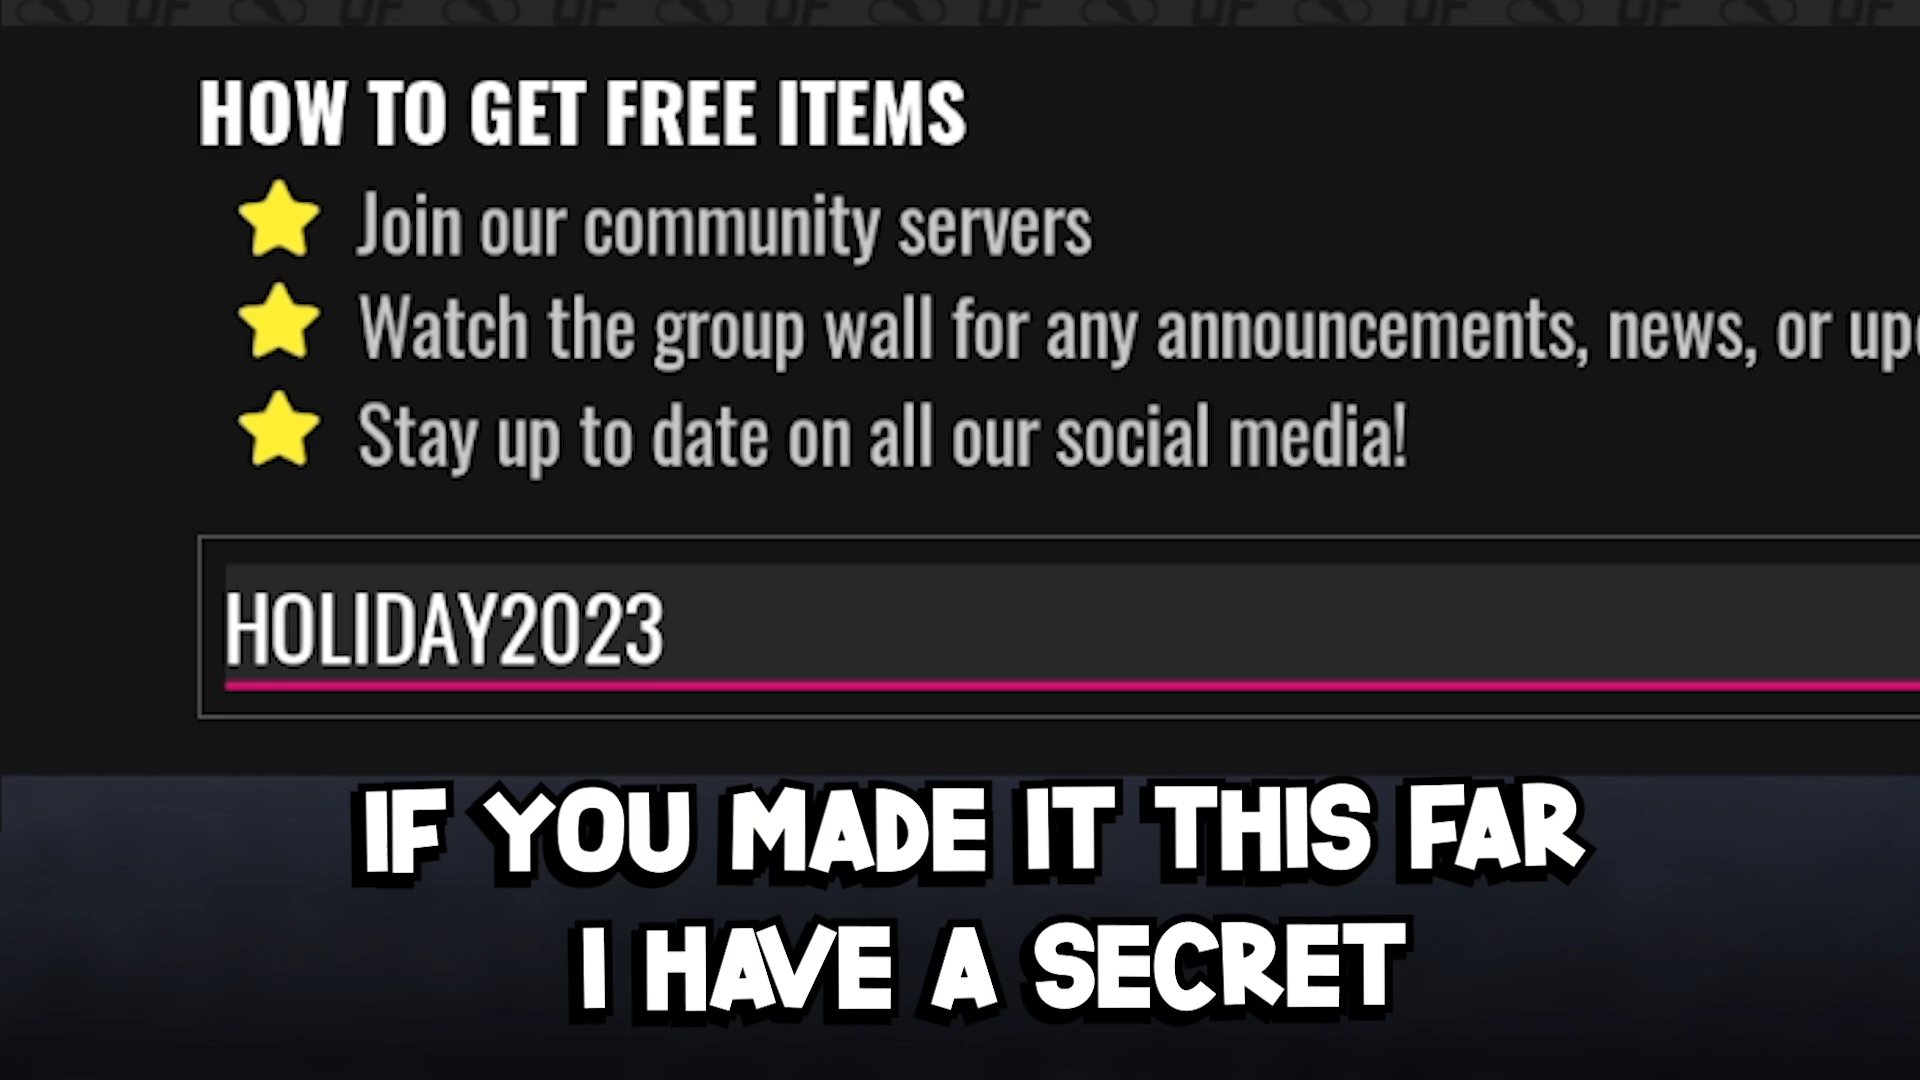 HOW TO GET FREE ITEMS
Join our community servers
Watch the group wall for any announcements, news, or
Stay up to date on all our social media!
HOLIDAY2023
IF YOU MADE IT THIS FAR
I HAVE A SECRET